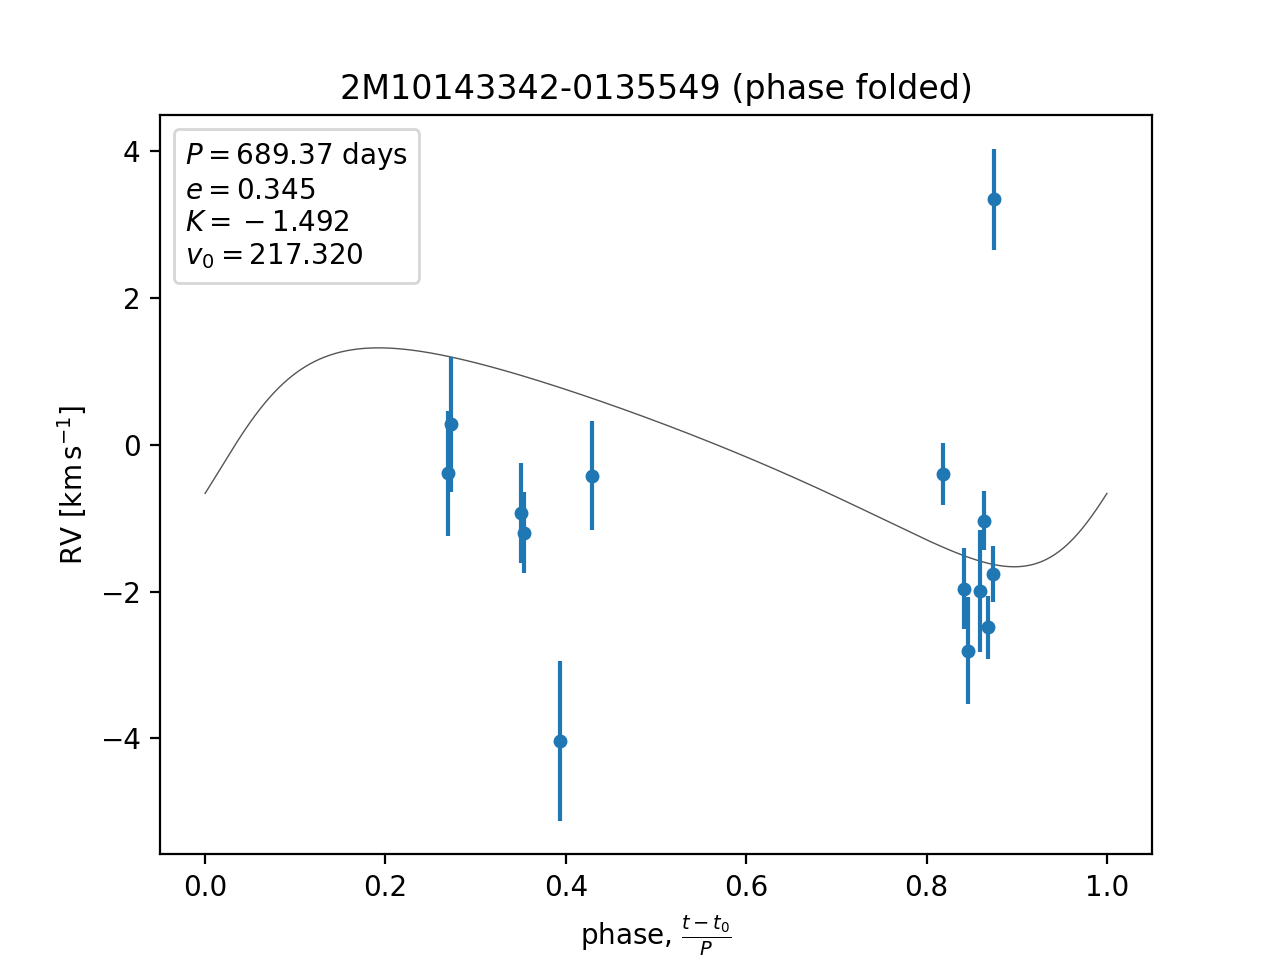 2M10143342-0135549 (phase folded)
P = 689.37 days
e = 0.345
K = −1.492
v₀ = 217.320
4
2
0
−2
−4
RV [km s⁻¹]
0.0 0.2 0.4 0.6 0.8 1.0
phase, (t − t₀)/P